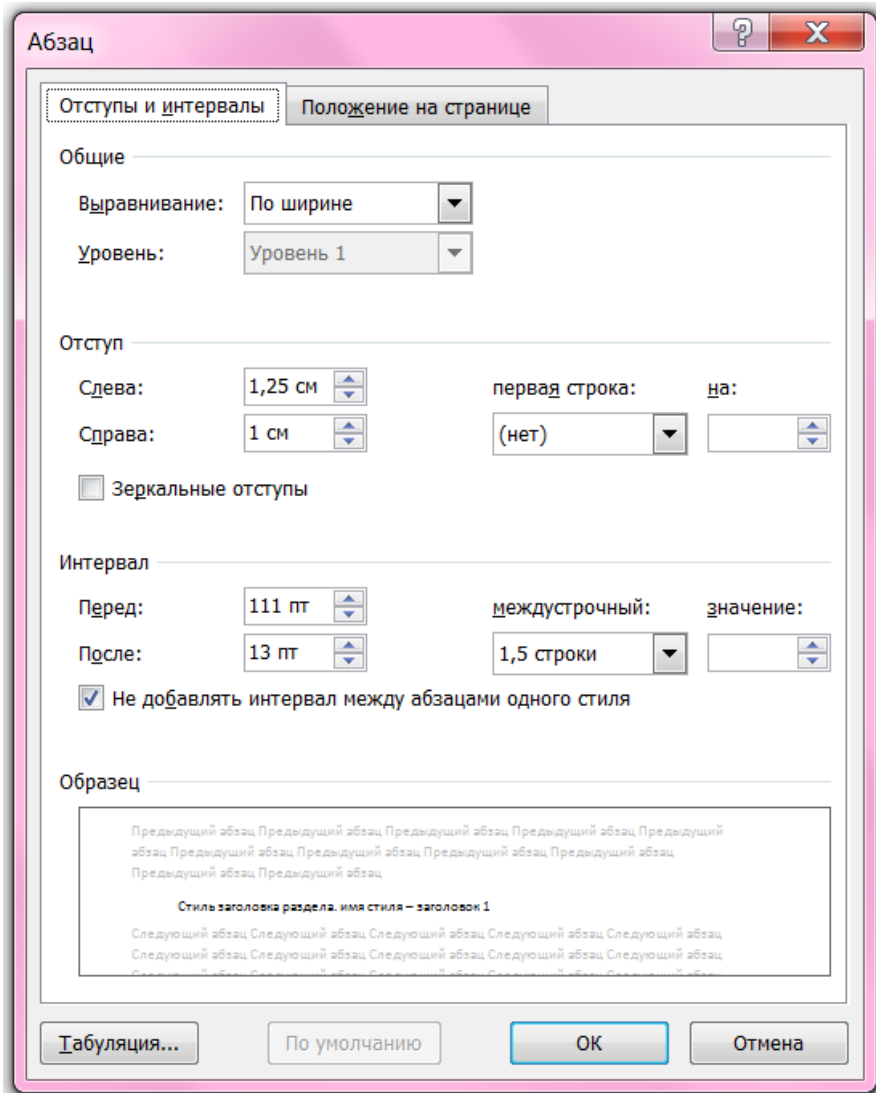 Абзац
Отступы и интервалы Положение на странице
Общие
Выравнивание: По ширине
Уровень: Уровень 1
Отступ
Слева: 1,25 см первая строка: на:
Справа: 1 см (нет)
Зеркальные отступы
Интервал
Перед: 111 пт междустрочный: значение:
После: 13 пт 1,5 строки
Не добавлять интервал между абзацами одного стиля
Образец
Предыдущий абзац Предыдущий абзац Предыдущий абзац Предыдущий абзац Предыдущий
абзац Предыдущий абзац Предыдущий абзац Предыдущий абзац Предыдущий абзац
Предыдущий абзац Предыдущий абзац
Стиль заголовка раздела. имя стиля – заголовок 1
Следующий абзац Следующий абзац Следующий абзац Следующий абзац Следующий абзац
Следующий абзац Следующий абзац Следующий абзац Следующий абзац Следующий абзац
Табуляция... По умолчанию ОК Отмена